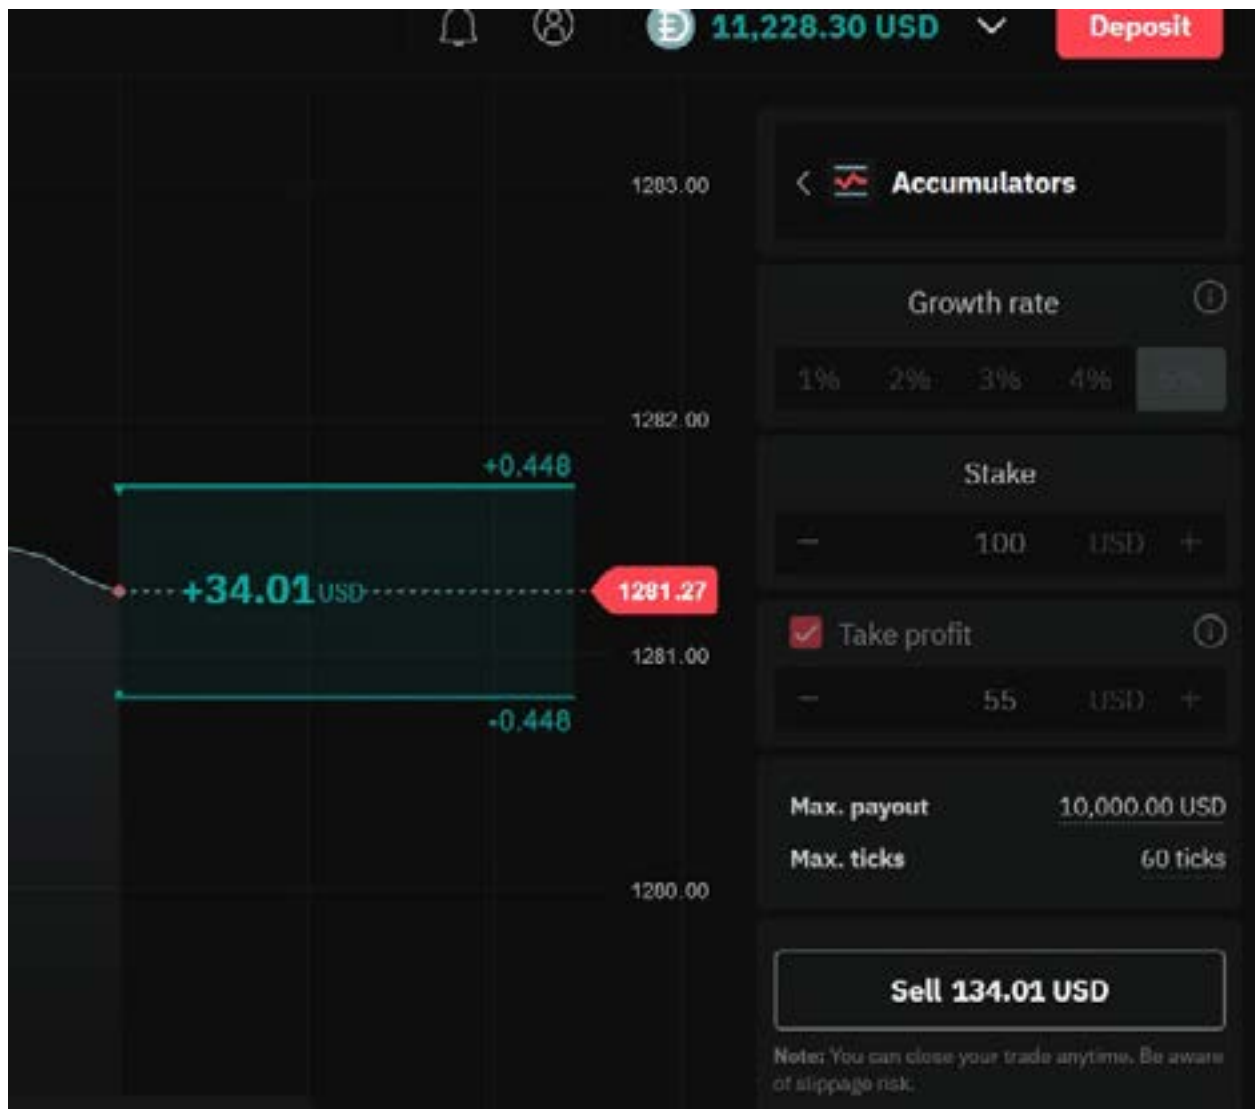 11,228.30 USD
Deposit
1283.00
Accumulators
Growth rate
1% 2% 3% 4% 5%
1282.00
+0.448
Stake
- 100 USD +
+34.01 USD
1281.27
Take profit
1281.00
- 55 USD +
-0.448
Max. payout 10,000.00 USD
Max. ticks 60 ticks
1280.00
Sell 134.01 USD
Note: You can close your trade anytime. Be aware
of slippage risk.